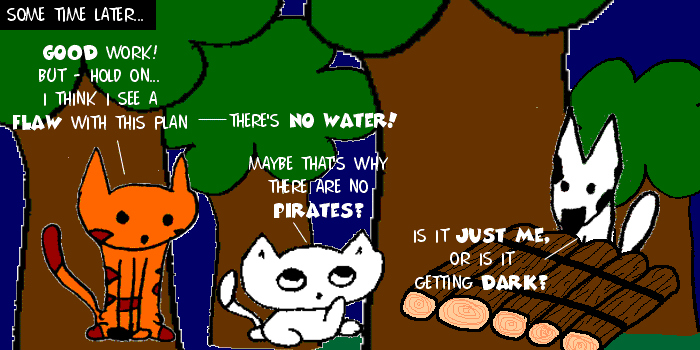 SOME TIME LATER...
GOOD WORK!
BUT - HOLD ON...
I THINK I SEE A
FLAW WITH THIS PLAN
THERE'S NO WATER!
MAYBE THAT'S WHY
THERE ARE NO
PIRATES?
IS IT JUST ME,
OR IS IT
GETTING DARK?